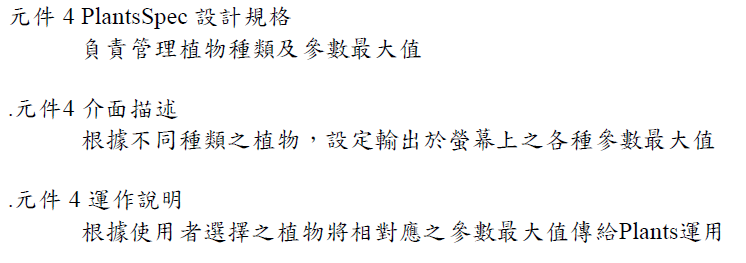 元件 4 PlantsSpec 設計規格
負責管理植物種類及參數最大值
.元件4 介面描述
根據不同種類之植物，設定輸出於螢幕上之各種參數最大值
.元件 4 運作說明
根據使用者選擇之植物將相對應之參數最大值傳給Plants運用